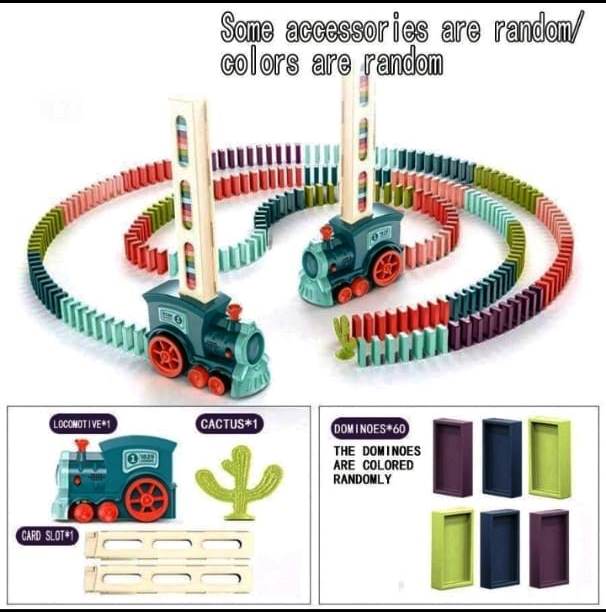 Some accessories are random/
colors are random
LOCOMOTIVE*1
CACTUS*1
CARD SLOT*1
DOMINOES*60
THE DOMINOES
ARE COLORED
RANDOMLY